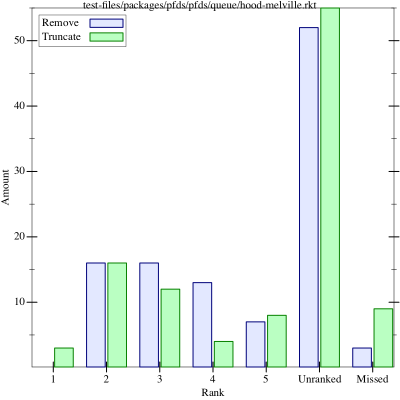 test-files/packages/pfds/pfds/queue/hood-melville.rkt
Remove
Truncate
50
40
30
20
10
Amount
1 2 3 4 5 Unranked Missed
Rank